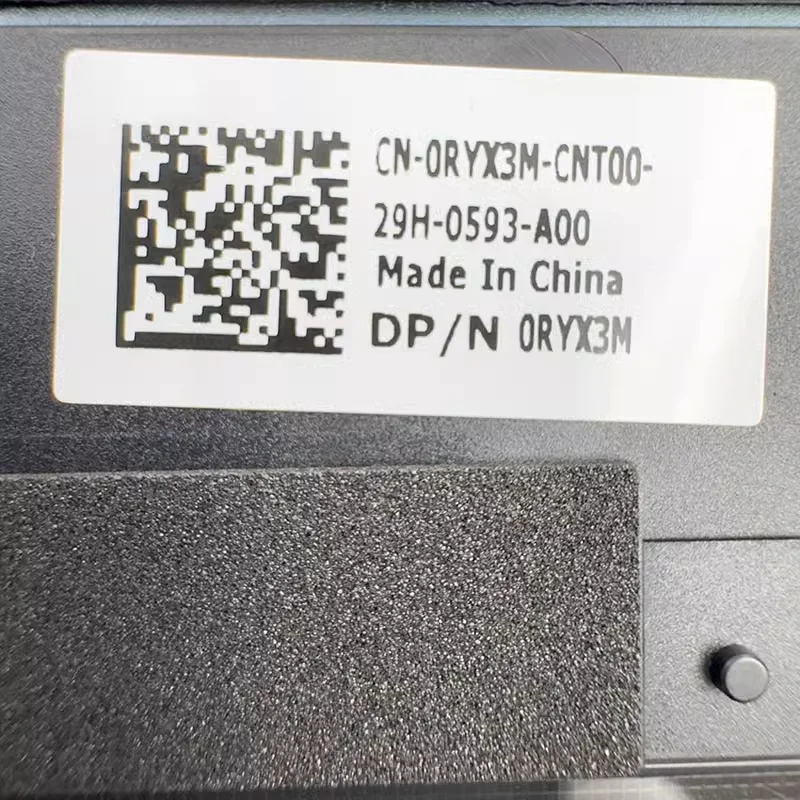 CN-0RYX3M-CNT00-
29H-0593-A00
Made In China
DP/N 0RYX3M